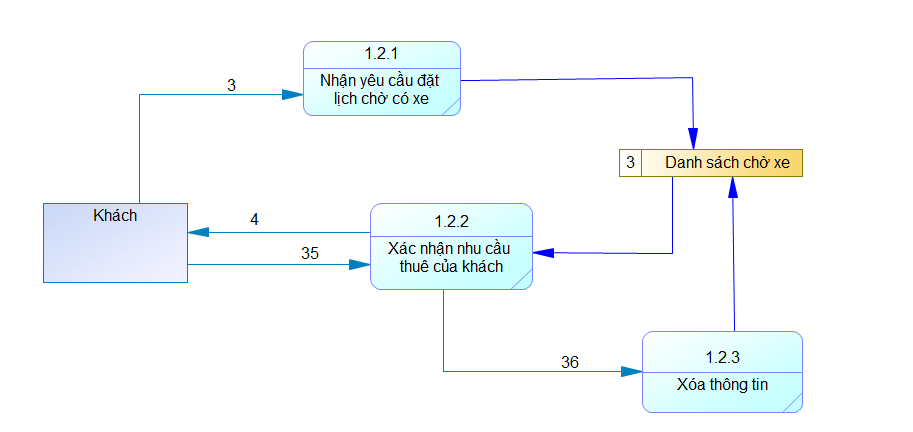 1.2.1
Nhận yêu cầu đặt
lịch chờ có xe
3
3
Danh sách chờ xe
Khách
4
35
1.2.2
Xác nhận nhu cầu
thuê của khách
36
1.2.3
Xóa thông tin